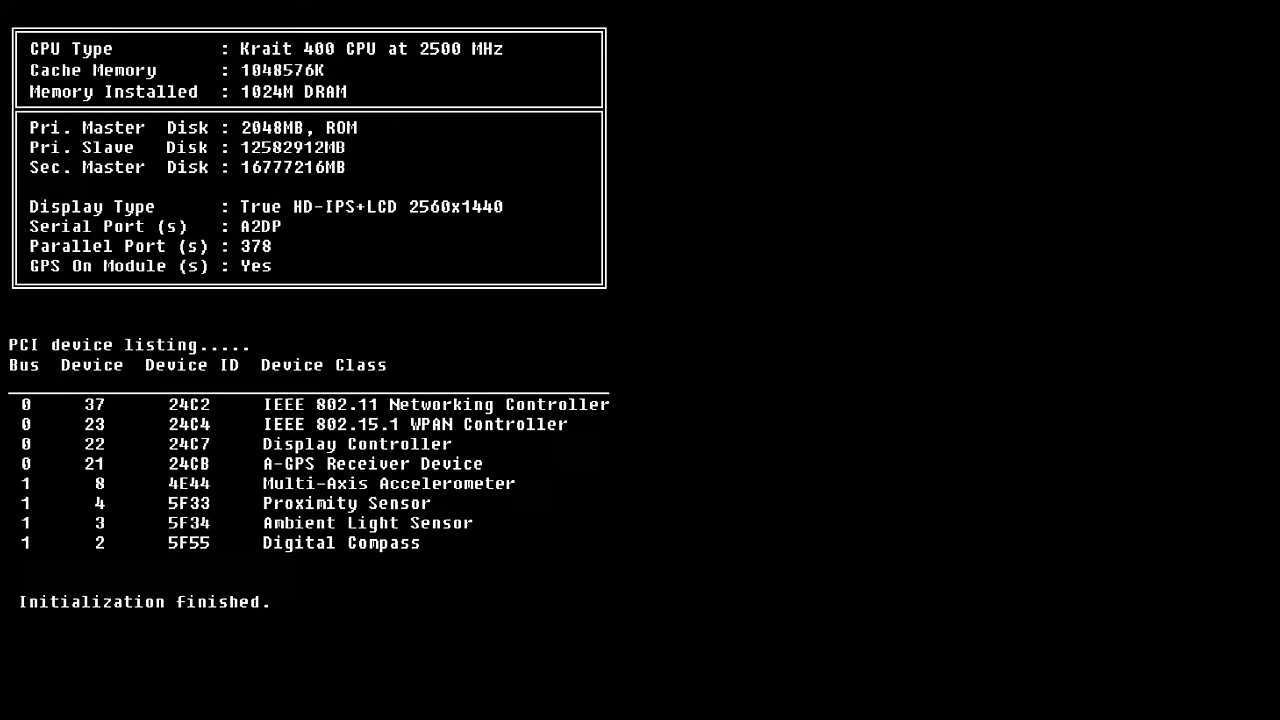 CPU Type : Krait 400 CPU at 2500 MHz
Cache Memory : 1048576K
Memory Installed : 1024M DRAM
Pri. Master Disk : 2048MB, ROM
Pri. Slave Disk : 12582912MB
Sec. Master Disk : 16777216MB
Display Type : True HD-IPS+LCD 2560x1440
Serial Port (s) : A2DP
Parallel Port (s) : 378
GPS On Module (s) : Yes
PCI device listing.....
Bus Device Device ID Device Class
0 37 24C2 IEEE 802.11 Networking Controller
0 23 24C4 IEEE 802.15.1 WPAN Controller
0 22 24C7 Display Controller
0 21 24CB A-GPS Receiver Device
1 8 4E44 Multi-Axis Accelerometer
1 4 5F33 Proximity Sensor
1 3 5F34 Ambient Light Sensor
1 2 5F55 Digital Compass
Initialization finished.